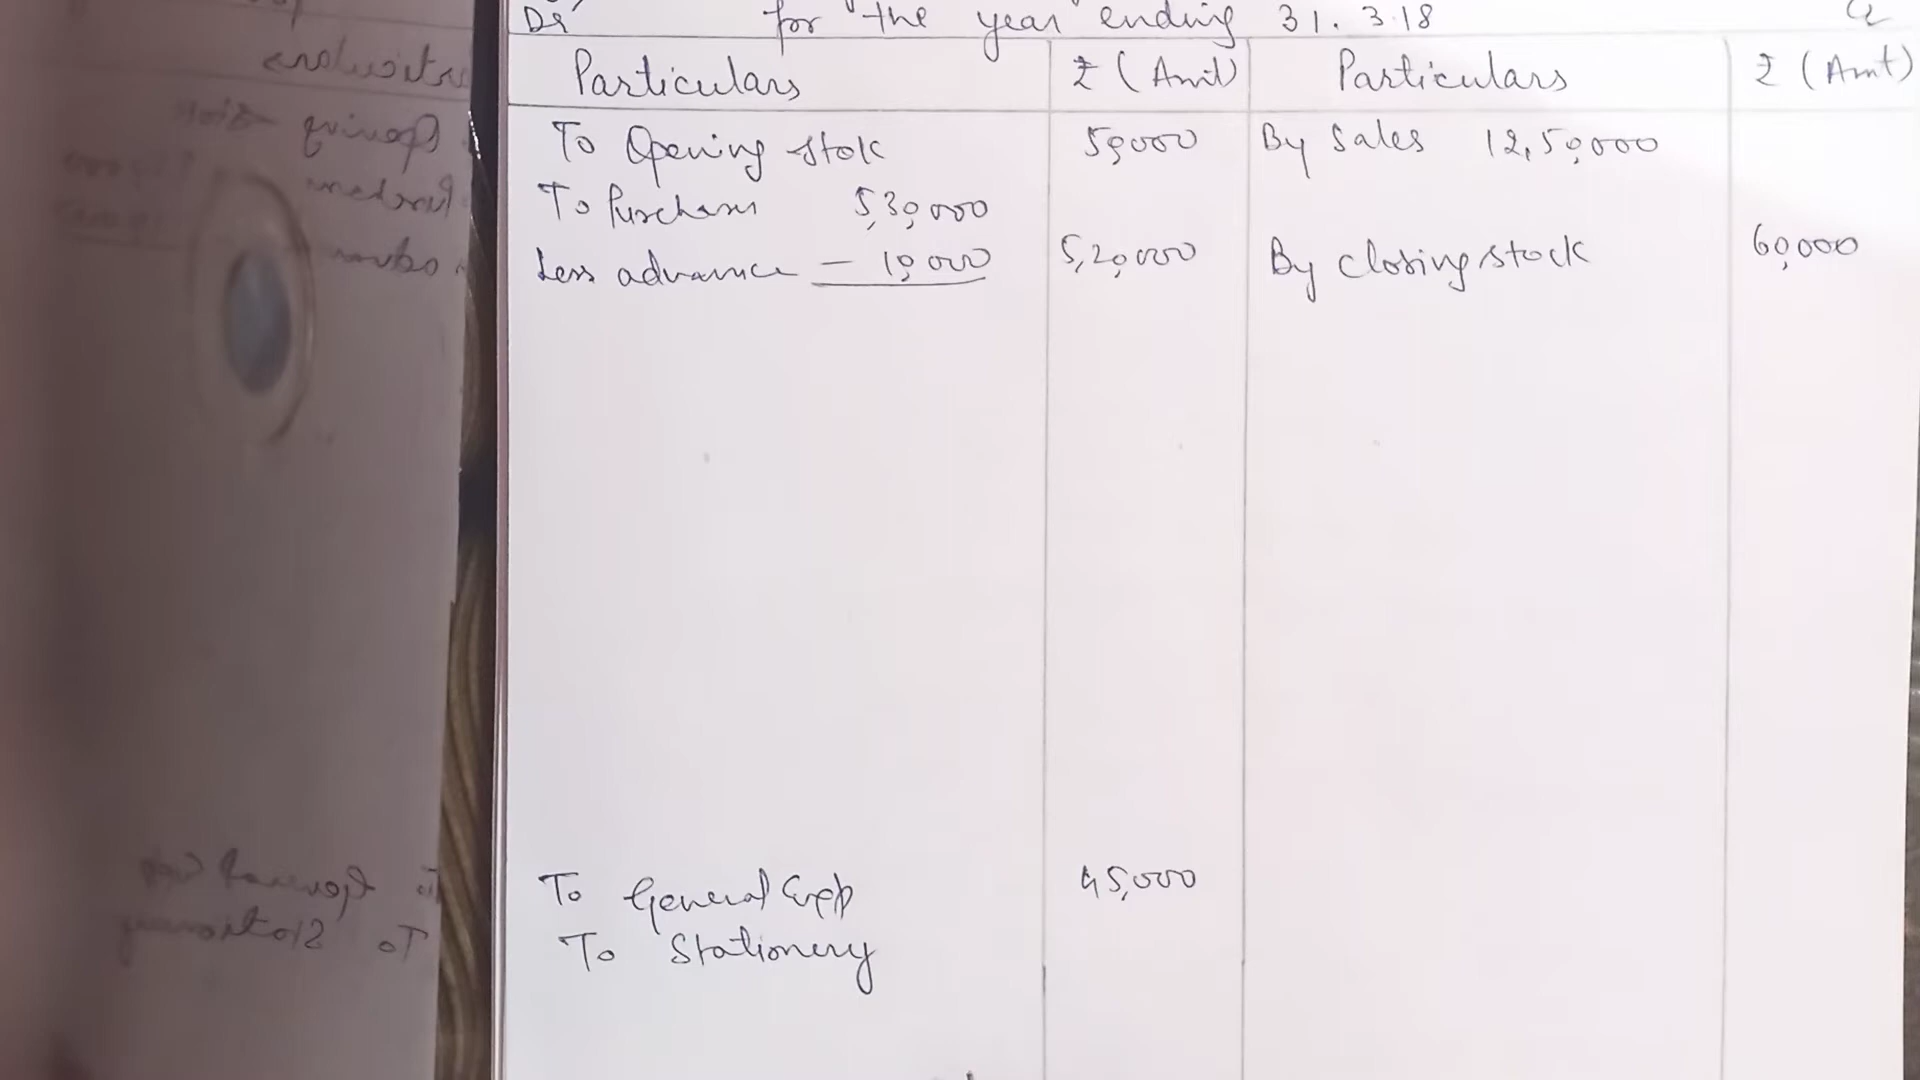 Dr for the year ending 31. 3.18
Particulars ₹ (Amt) Particulars ₹ (Amt)
To Opening stok 50,000 By Sales 12,50,000
To Purchases 5,30,000
Less advance - 10,000 5,20,000 By closing stock 60,000
To General Exp 45,000
To Stationery